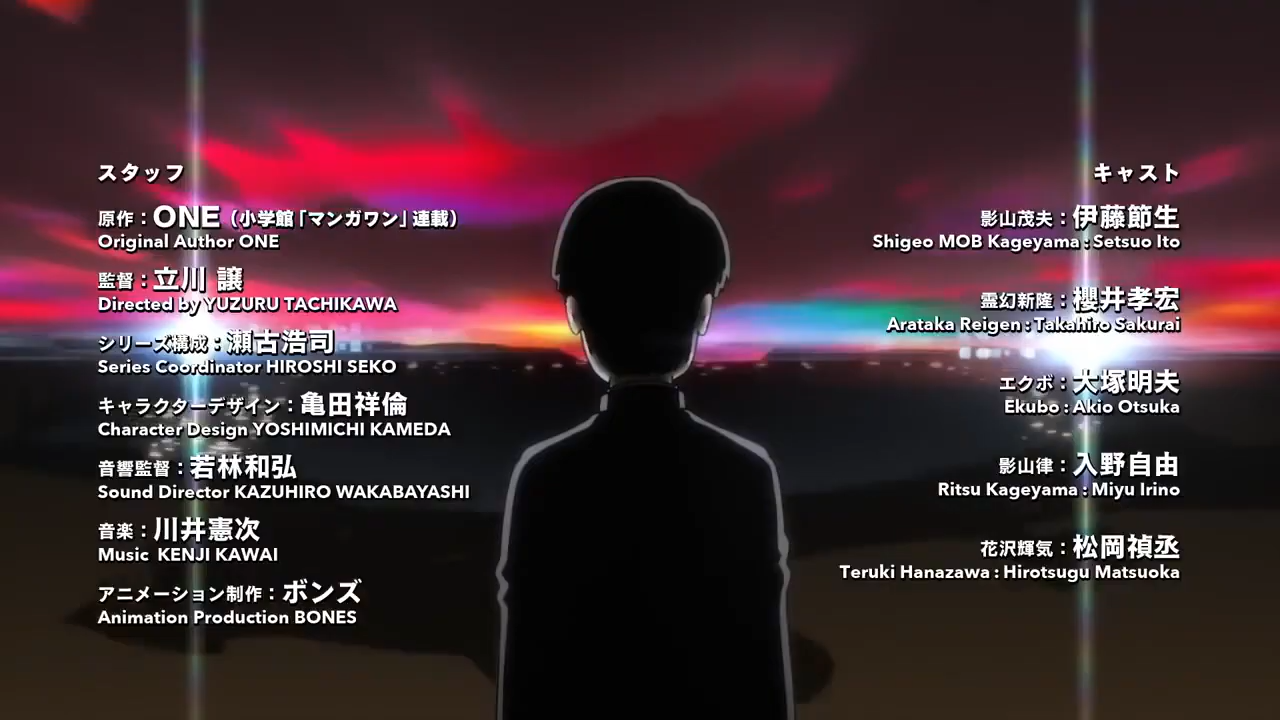 スタッフ
原作：ONE（小学館「マンガワン」連載）
Original Author ONE
監督：立川 譲
Directed by YUZURU TACHIKAWA
シリーズ構成：瀬古浩司
Series Coordinator HIROSHI SEKO
キャラクターデザイン：亀田祥倫
Character Design YOSHIMICHI KAMEDA
音響監督：若林和弘
Sound Director KAZUHIRO WAKABAYASHI
音楽：川井憲次
Music KENJI KAWAI
アニメーション制作：ボンズ
Animation Production BONES
キャスト
影山茂夫：伊藤節生
Shigeo MOB Kageyama : Setsuo Ito
霊幻新隆：櫻井孝宏
Arataka Reigen : Takahiro Sakurai
エクボ：大塚明夫
Ekubo : Akio Otsuka
影山律：入野自由
Ritsu Kageyama : Miyu Irino
花沢輝気：松岡禎丞
Teruki Hanazawa : Hirotsugu Matsuoka